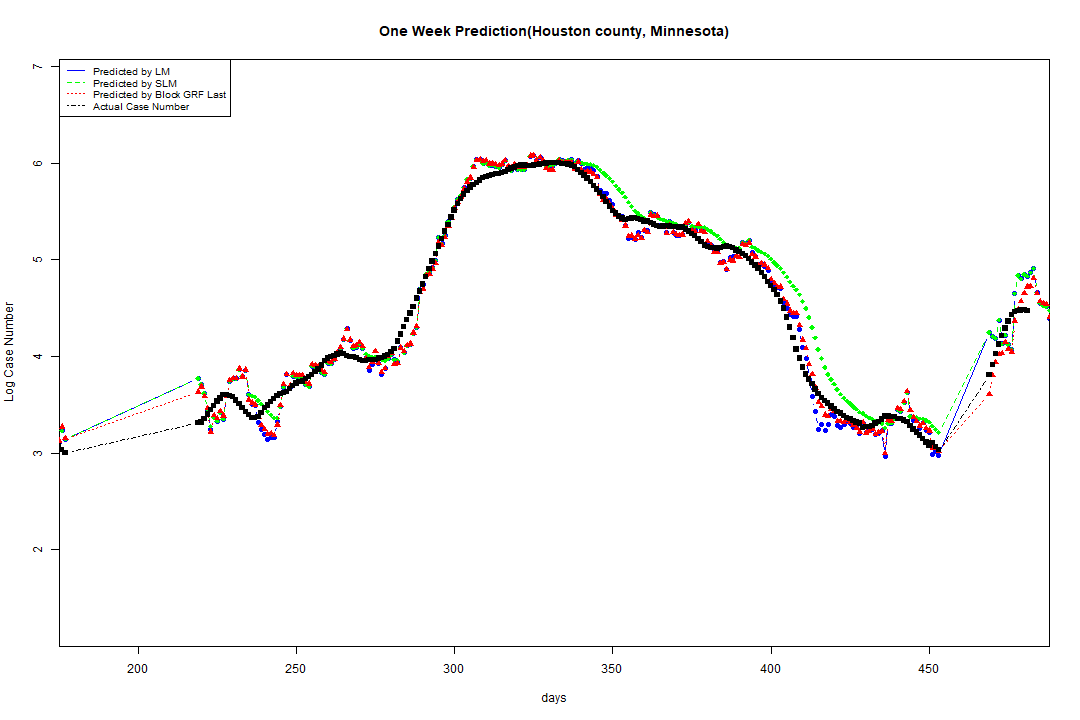 One Week Prediction(Houston county, Minnesota)
Predicted by LM
Predicted by SLM
Predicted by Block GRF Last
Actual Case Number
7
6
5
4
3
2
Log Case Number
200 250 300 350 400 450
days